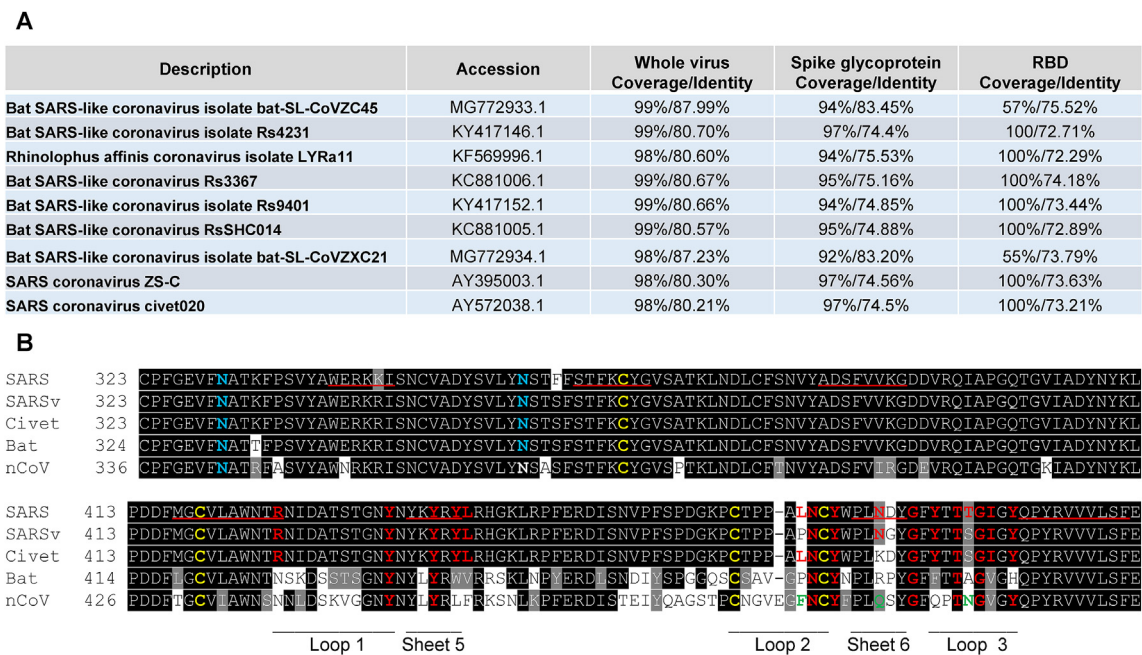 A
Description Accession Whole virus Coverage/Identity Spike glycoprotein Coverage/Identity RBD Coverage/Identity
Bat SARS-like coronavirus isolate bat-SL-CoVZC45 MG772933.1 99%/87.99% 94%/83.45% 57%/75.52%
Bat SARS-like coronavirus isolate Rs4231 KY417146.1 99%/80.70% 97%/74.4% 100/72.71%
Rhinolophus affinis coronavirus isolate LYRa11 KF569996.1 98%/80.60% 94%/75.53% 100%/72.29%
Bat SARS-like coronavirus Rs3367 KC881006.1 99%/80.67% 95%/75.16% 100%74.18%
Bat SARS-like coronavirus isolate Rs9401 KY417152.1 99%/80.66% 94%/74.85% 100%/73.44%
Bat SARS-like coronavirus RsSHC014 KC881005.1 99%/80.57% 95%/74.88% 100%/72.89%
Bat SARS-like coronavirus isolate bat-SL-CoVZXC21 MG772934.1 98%/87.23% 92%/83.20% 55%/73.79%
SARS coronavirus ZS-C AY395003.1 98%/80.30% 97%/74.56% 100%/73.63%
SARS coronavirus civet020 AY572038.1 98%/80.21% 97%/74.5% 100%/73.21%
B
SARS 323 CPFGEVFNATKFPSVYAWERKKISNCVADYSVLYNSTFFSTFKCYGVSATKLNDLCFSNVYADSFVVKGDDVRQIAPGQTGVIADYNYKL
SARSv 323 CPFGEVFNATKFPSVYAWERKRISNCVADYSVLYNSTSFSTFKCYGVSATKLNDLCFSNVYADSFVVKGDDVRQIAPGQTGVIADYNYKL
Civet 323 CPFGEVFNATKFPSVYAWERKRISNCVADYSVLYNSTSFSTFKCYGVSATKLNDLCFSNVYADSFVVKGDDVRQIAPGQTGVIADYNYKL
Bat 324 CPFGEVFNATTFPSVYAWERKRISNCVADYSVLYNSTSFSTFKCYGVSATKLNDLCFSNVYADSFVVKGDDVRQIAPGQTGVIADYNYKL
nCoV 336 CPFGEVFNATRFASVYAWNRKRISNCVADYSVLYNSASFSTFKCYGVSPTKLNDLCFTNVYADSFVIRGDEVRQIAPGQTGKIADYNYKL
SARS 413 PDDFMGCVLAWNTRNIDATSTGNYNYKYRYLRHGKLRPFERDISNVPFSPDGKPCTPP-ALNCYWPLNDYGFYTTTGIGYQPYRVVVLSFE
SARSv 413 PDDFMGCVLAWNTRNIDATSTGNYNYKYRYLRHGKLRPFERDISNVPFSPDGKPCTPP-APNCYWPLNGYGFYTTSGIGYQPYRVVVLSFE
Civet 413 PDDFMGCVLAWNTRNIDATSTGNYNYKYRYLRHGKLRPFERDISNVPFSPDGKPCTPP-ALNCYWPLKDYGFYTTSGIGYQPYRVVVLSFE
Bat 414 PDDFLGCVLAWNTNSKDSSTSGNYNYLYRWVRRSKLNPYERDLSNDIYSPGGQSCSAV-GPNCYNPLRPYGFFTTAGVGHQPYRVVVLSFE
nCoV 426 PDDFTGCVIAWNSNNLDSKVGGNYNYLYRLFRKSNLKPFERDISTEIYQAGSTPCNGVEGFNCYFPLQSYGFQPTNGVGYQPYRVVVLSFE
Loop 1 Sheet 5 Loop 2 Sheet 6 Loop 3